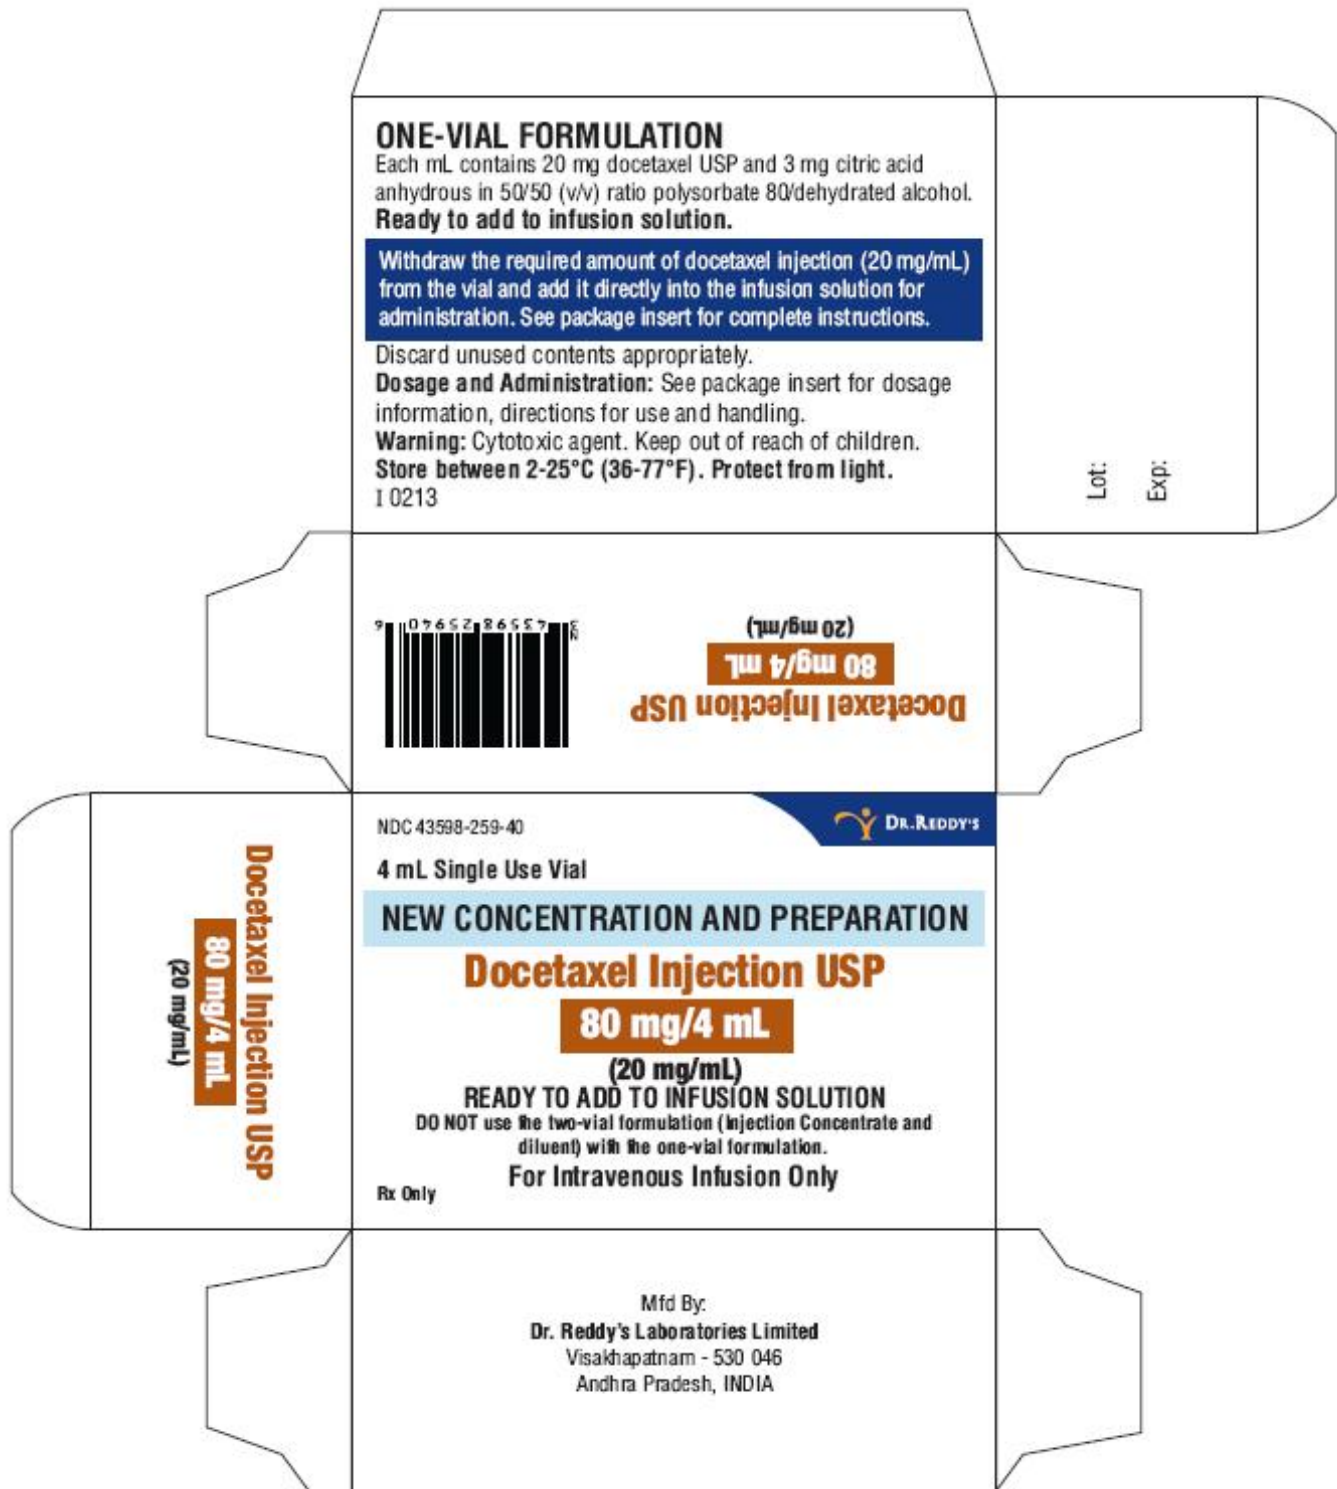 ONE-VIAL FORMULATION
Each mL contains 20 mg docetaxel USP and 3 mg citric acid
anhydrous in 50/50 (v/v) ratio polysorbate 80/dehydrated alcohol.
Ready to add to infusion solution.
Withdraw the required amount of docetaxel injection (20 mg/mL)
from the vial and add it directly into the infusion solution for
administration. See package insert for complete instructions.
Discard unused contents appropriately.
Dosage and Administration: See package insert for dosage
information, directions for use and handling.
Warning: Cytotoxic agent. Keep out of reach of children.
Store between 2-25°C (36-77°F). Protect from light.
I 0213
Lot:
Exp:
Docetaxel Injection USP
80 mg/4 mL
(20 mg/mL)
N
3 43598 25940 6
NDC 43598-259-40
DR.REDDY'S
4 mL Single Use Vial
NEW CONCENTRATION AND PREPARATION
Docetaxel Injection USP
80 mg/4 mL
(20 mg/mL)
READY TO ADD TO INFUSION SOLUTION
DO NOT use the two-vial formulation (Injection Concentrate and
diluent) with the one-vial formulation.
For Intravenous Infusion Only
Rx Only
Docetaxel Injection USP
80 mg/4 mL
(20 mg/mL)
Mfd By:
Dr. Reddy's Laboratories Limited
Visakhapatnam - 530 046
Andhra Pradesh, INDIA